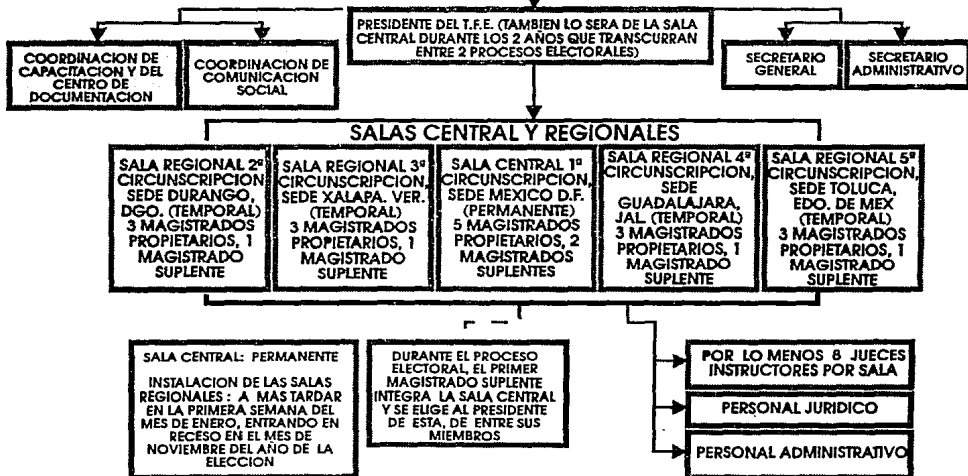 PRESIDENTE DEL T.F.E. (TAMBIEN LO SERA DE LA SALA
CENTRAL DURANTE LOS 2 AÑOS QUE TRANSCURRAN
ENTRE 2 PROCESOS ELECTORALES)
COORDINACION DE
CAPACITACION Y DEL
CENTRO DE
DOCUMENTACION
COORDINACION DE
COMUNICACION
SOCIAL
SECRETARIO
GENERAL
SECRETARIO
ADMINISTRATIVO
SALAS CENTRAL Y REGIONALES
SALA REGIONAL 2ª
CIRCUNSCRIPCION
SEDE DURANGO,
DGO. (TEMPORAL)
3 MAGISTRADOS
PROPIETARIOS, 1
MAGISTRADO
SUPLENTE
SALA REGIONAL 3ª
CIRCUNSCRIPCION,
SEDE XALAPA. VER.
(TEMPORAL)
3 MAGISTRADOS
PROPIETARIOS, 1
MAGISTRADO
SUPLENTE
SALA CENTRAL 1ª
CIRCUNSCRIPCION,
SEDE MEXICO D.F.
(PERMANENTE)
5 MAGISTRADOS
PROPIETARIOS, 2
MAGISTRADOS
SUPLENTES
SALA REGIONAL 4ª
CIRCUNSCRIPCION,
SEDE
GUADALAJARA,
JAL. (TEMPORAL)
3 MAGISTRADOS
PROPIETARIOS, 1
MAGISTRADO
SUPLENTE
SALA REGIONAL 5ª
CIRCUNSCRIPCION,
SEDE TOLUCA,
EDO. DE MEX
(TEMPORAL)
3 MAGISTRADOS
PROPIETARIOS, 1
MAGISTRADO
SUPLENTE
SALA CENTRAL: PERMANENTE
INSTALACION DE LAS SALAS
REGIONALES : A MAS TARDAR
EN LA PRIMERA SEMANA DEL
MES DE ENERO, ENTRANDO EN
RECESO EN EL MES DE
NOVIEMBRE DEL AÑO DE LA
ELECCION
DURANTE EL PROCESO
ELECTORAL, EL PRIMER
MAGISTRADO SUPLENTE
INTEGRA LA SALA CENTRAL
Y SE ELIGE AL PRESIDENTE
DE ESTA, DE ENTRE SUS
MIEMBROS
POR LO MENOS 8 JUECES
INSTRUCTORES POR SALA
PERSONAL JURIDICO
PERSONAL ADMINISTRATIVO